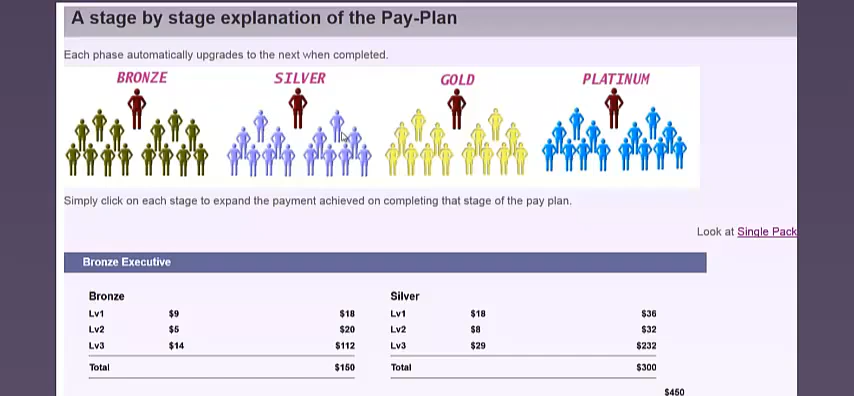 A stage by stage explanation of the Pay-Plan
Each phase automatically upgrades to the next when completed.
BRONZE SILVER GOLD PLATINUM
Simply click on each stage to expand the payment achieved on completing that stage of the pay plan.
Look at Single Pack
Bronze Executive
Bronze Silver
Lv1 $9 $18 Lv1 $18 $36
Lv2 $5 $20 Lv2 $8 $32
Lv3 $14 $112 Lv3 $29 $232
Total $150 Total $300
$450